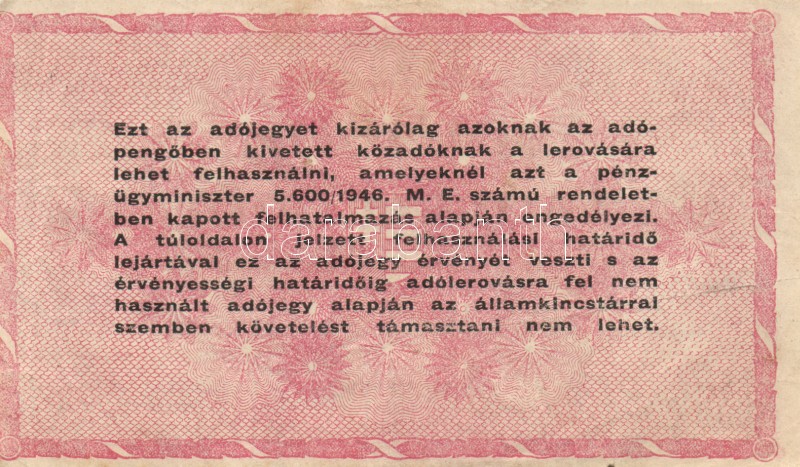 Ezt az adójegyet kizárólag azoknak az adó-
pengőben kivetett közadóknak a lerovására
lehet felhasználni, amelyeknél azt a pénz-
ügyminiszter 5.600/1946. M. E. számú rendelet-
ben kapott felhatalmazás alapján engedélyezi.
A túloldalon jelzett felhasználási határidő
lejártával ez az adójegy érvényét veszti s az
érvényességi határidőig adólerovásra fel nem
használt adójegy alapján az államkincstárral
szemben követelést támasztani nem lehet.
darabanth